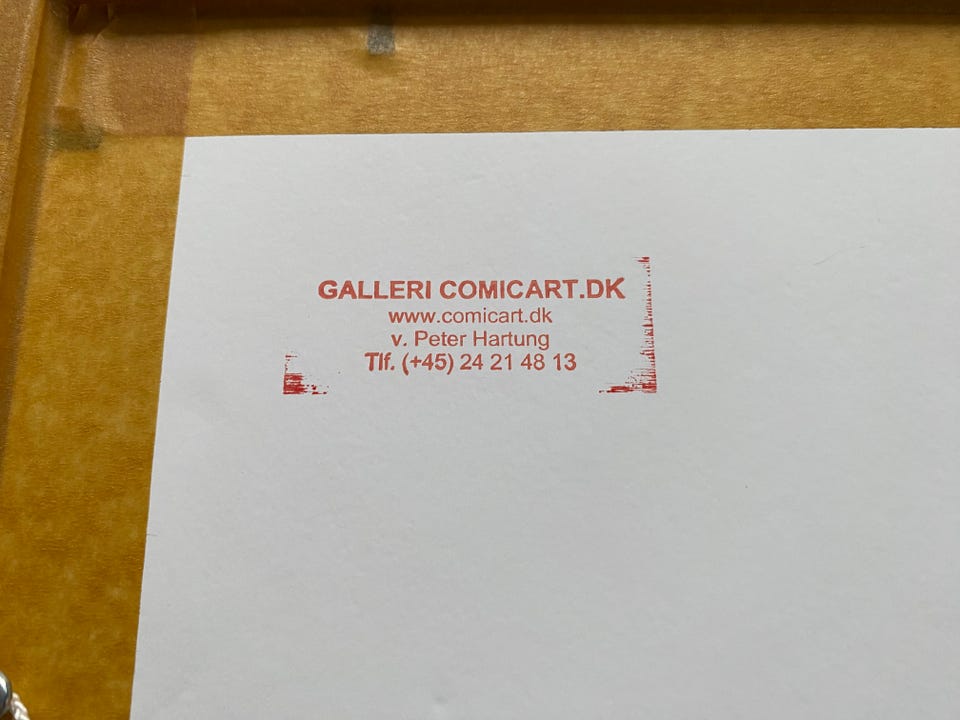 GALLERI COMICART.DK
www.comicart.dk
v. Peter Hartung
Tlf. (+45) 24 21 48 13